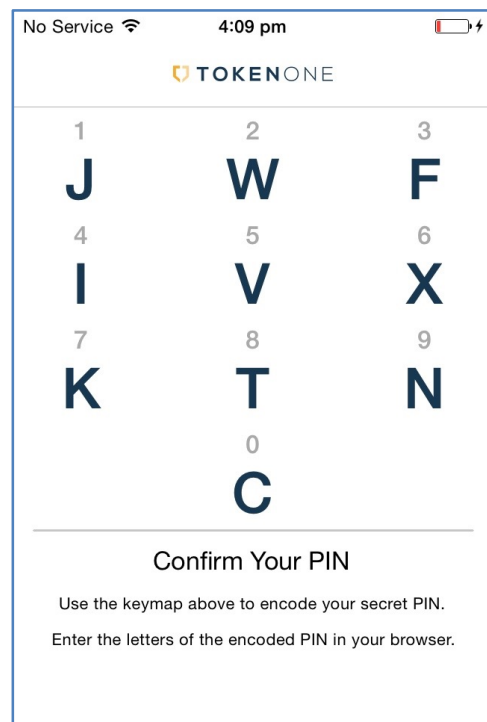 No Service 4:09 pm
TOKENONE
1 2 3
J W F
4 5 6
I V X
7 8 9
K T N
0
C
Confirm Your PIN
Use the keymap above to encode your secret PIN.
Enter the letters of the encoded PIN in your browser.